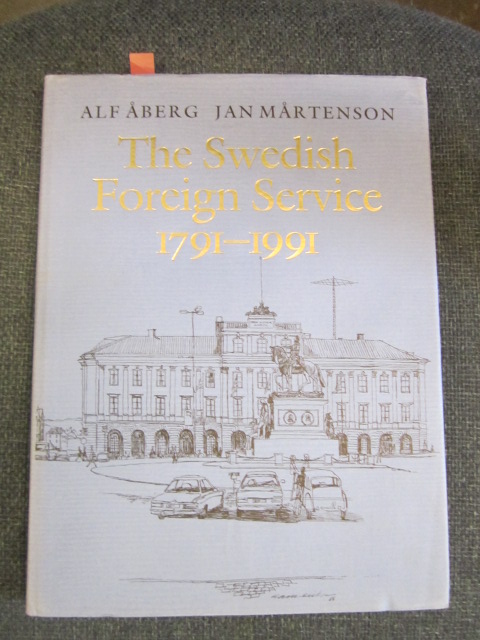 ALF ÅBERG JAN MÅRTENSON
The Swedish
Foreign Service
1791–1991